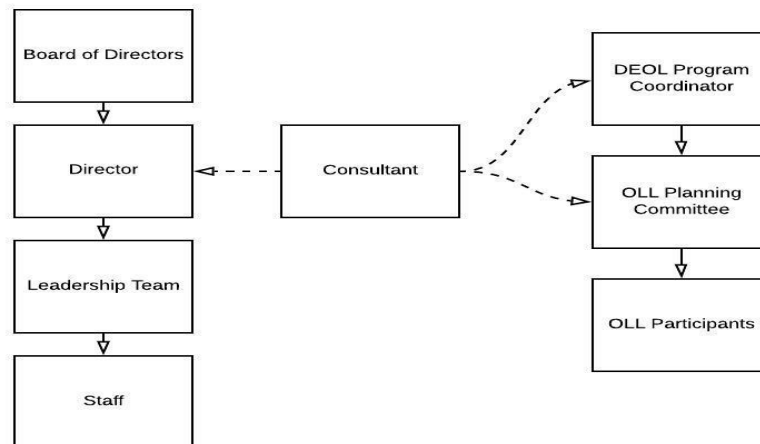 Board of Directors
Director
Leadership Team
Staff
Consultant
DEOL Program
Coordinator
OLL Planning
Committee
OLL Participants